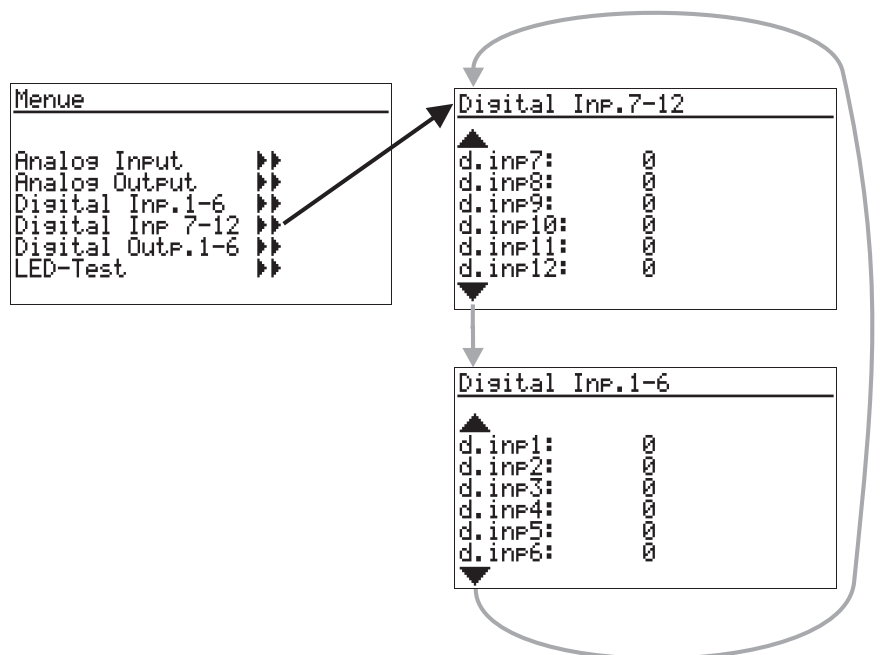 Menue
Analog Input
Analog Output
Digital Inp.1-6
Digital Inp 7-12
Digital Outp.1-6
LED-Test
Digital Inp.7-12
d.inp7: 0
d.inp8: 0
d.inp9: 0
d.inp10: 0
d.inp11: 0
d.inp12: 0
Digital Inp.1-6
d.inp1: 0
d.inp2: 0
d.inp3: 0
d.inp4: 0
d.inp5: 0
d.inp6: 0